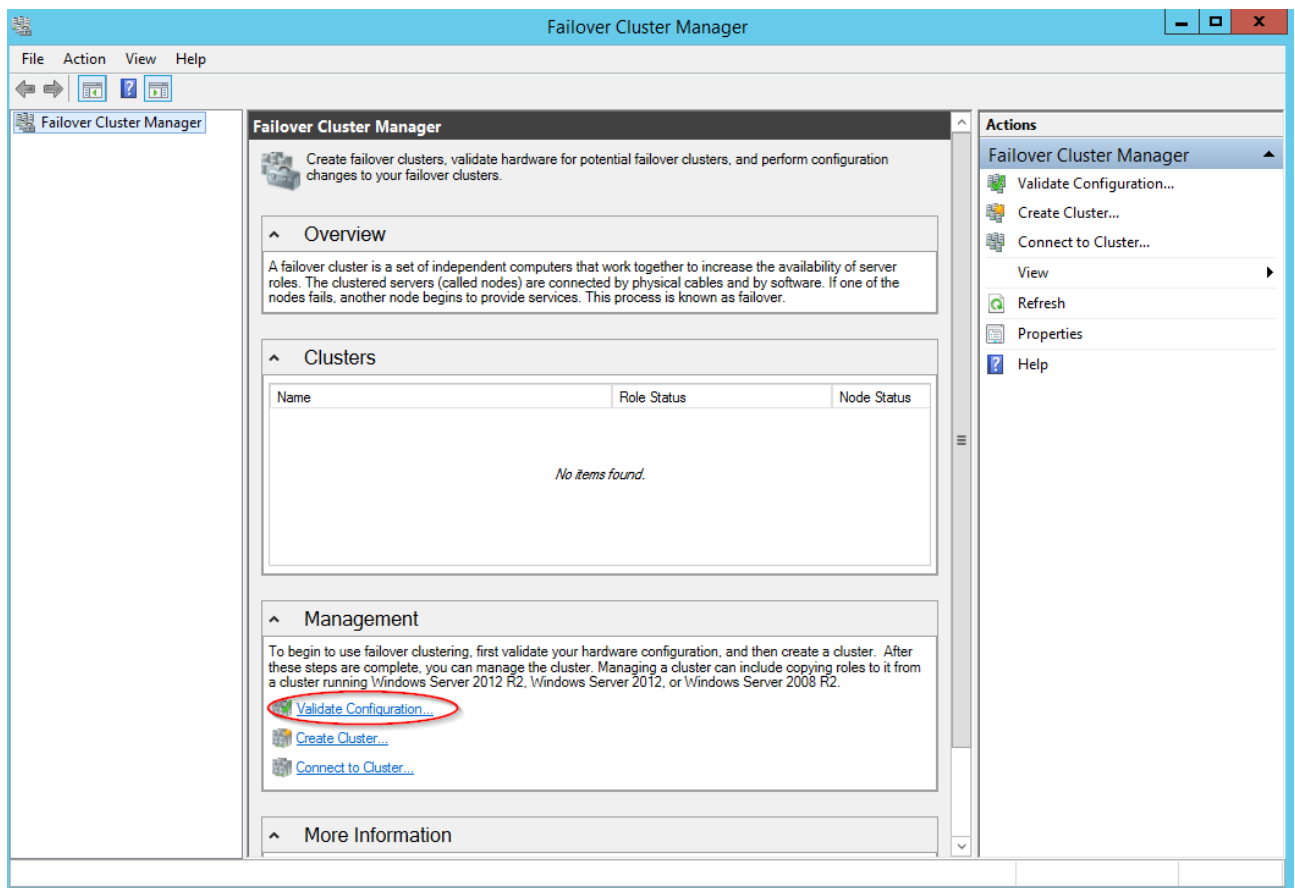 Failover Cluster Manager
File Action View Help
Failover Cluster Manager
Failover Cluster Manager
Create failover clusters, validate hardware for potential failover clusters, and perform configuration
changes to your failover clusters.
Overview
A failover cluster is a set of independent computers that work together to increase the availability of server
roles. The clustered servers (called nodes) are connected by physical cables and by software. If one of the
nodes fails, another node begins to provide services. This process is known as failover.
Clusters
Name Role Status Node Status
No items found.
Management
To begin to use failover clustering, first validate your hardware configuration, and then create a cluster. After
these steps are complete, you can manage the cluster. Managing a cluster can include copying roles to it from
a cluster running Windows Server 2012 R2, Windows Server 2012, or Windows Server 2008 R2.
Validate Configuration...
Create Cluster...
Connect to Cluster...
More Information
Actions
Failover Cluster Manager
Validate Configuration...
Create Cluster...
Connect to Cluster...
View
Refresh
Properties
Help